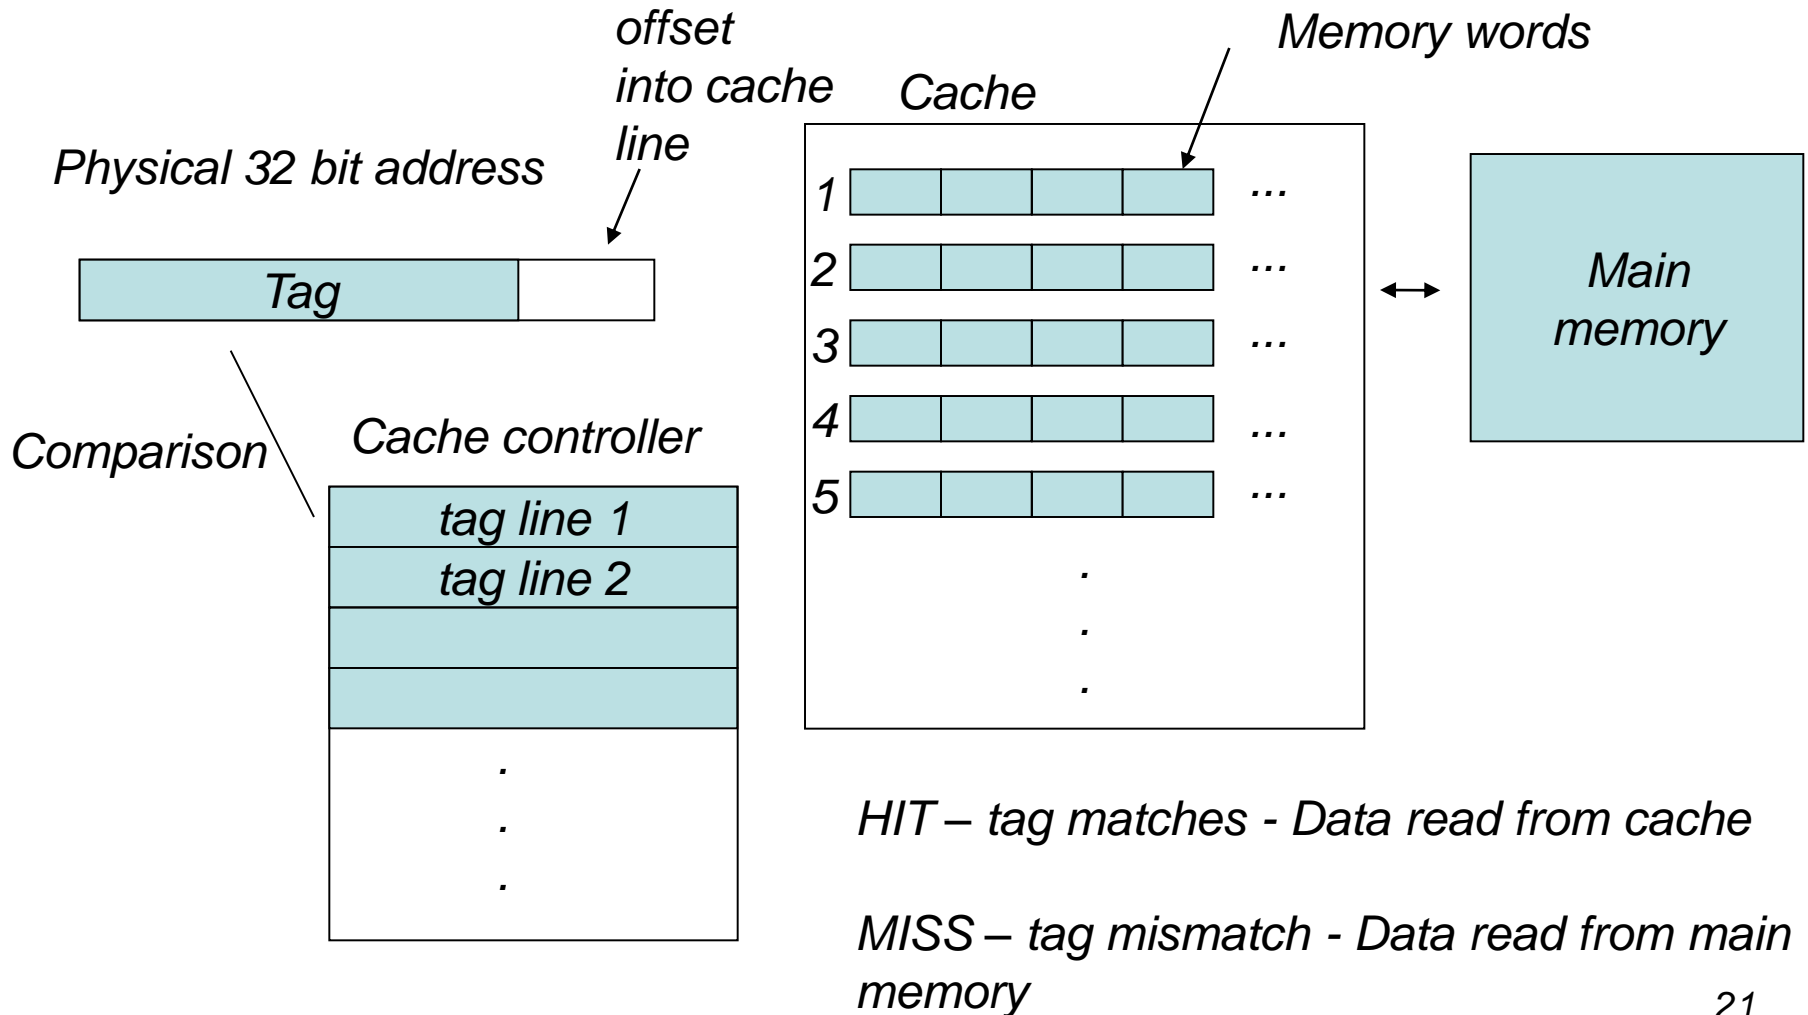 offset
into cache
line
Memory words
Cache
Physical 32 bit address
Tag
Comparison
Cache controller
tag line 1
tag line 2
.
.
.
1 ...
2 ...
3 ...
4 ...
5 ...
.
.
.
Main
memory
HIT – tag matches - Data read from cache
MISS – tag mismatch - Data read from main
memory
21